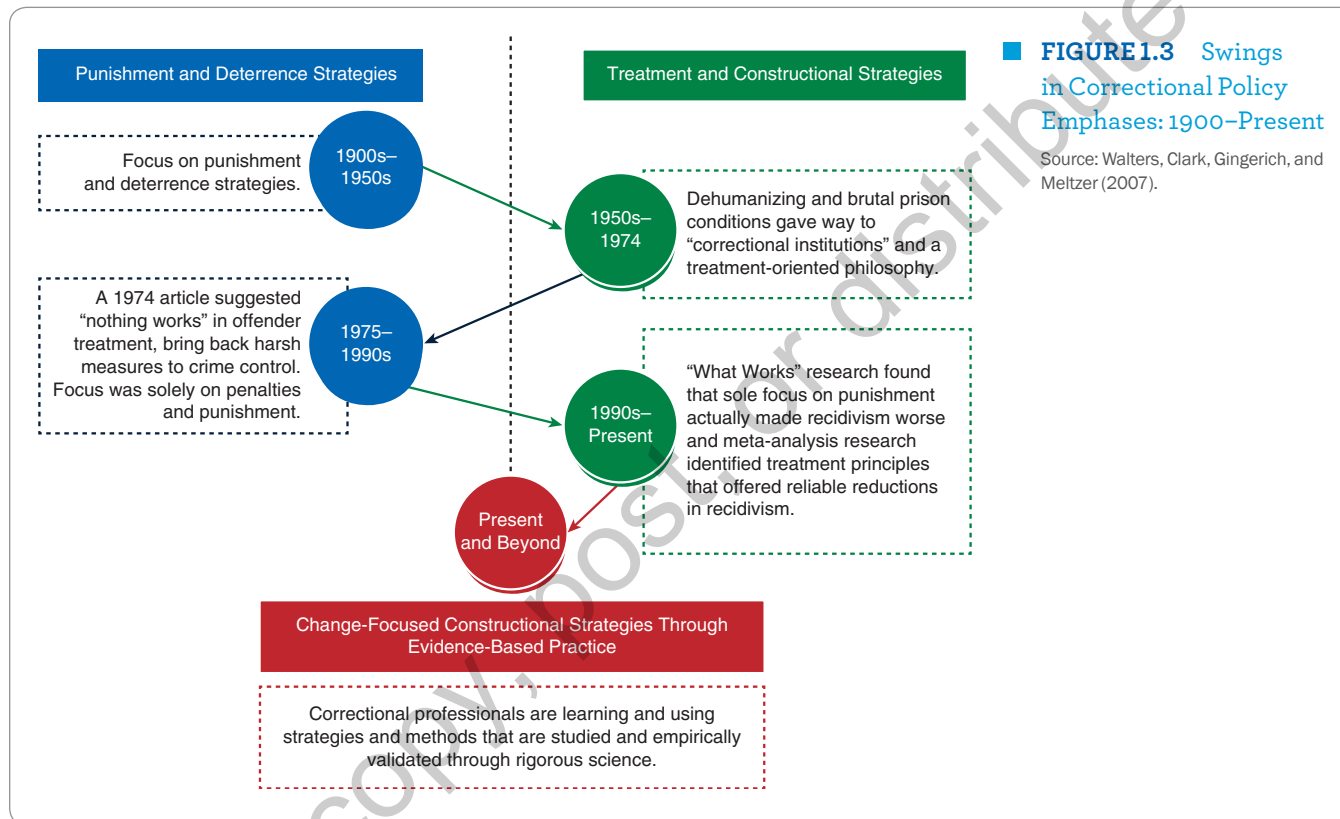 Punishment and Deterrence Strategies
Treatment and Constructional Strategies
FIGURE 1.3 Swings
in Correctional Policy
Emphases: 1900–Present
Source: Walters, Clark, Gingerich, and
Meltzer (2007).
Focus on punishment
and deterrence strategies.
1900s–
1950s
1950s–
1974
Dehumanizing and brutal prison
conditions gave way to
“correctional institutions” and a
treatment-oriented philosophy.
A 1974 article suggested
“nothing works” in offender
treatment, bring back harsh
measures to crime control.
Focus was solely on penalties
and punishment.
1975–
1990s
1990s–
Present
“What Works” research found
that sole focus on punishment
actually made recidivism worse
and meta-analysis research
identified treatment principles
that offered reliable reductions
in recidivism.
Present
and Beyond
Change-Focused Constructional Strategies Through
Evidence-Based Practice
Correctional professionals are learning and using
strategies and methods that are studied and empirically
validated through rigorous science.
copy, post, or distribute